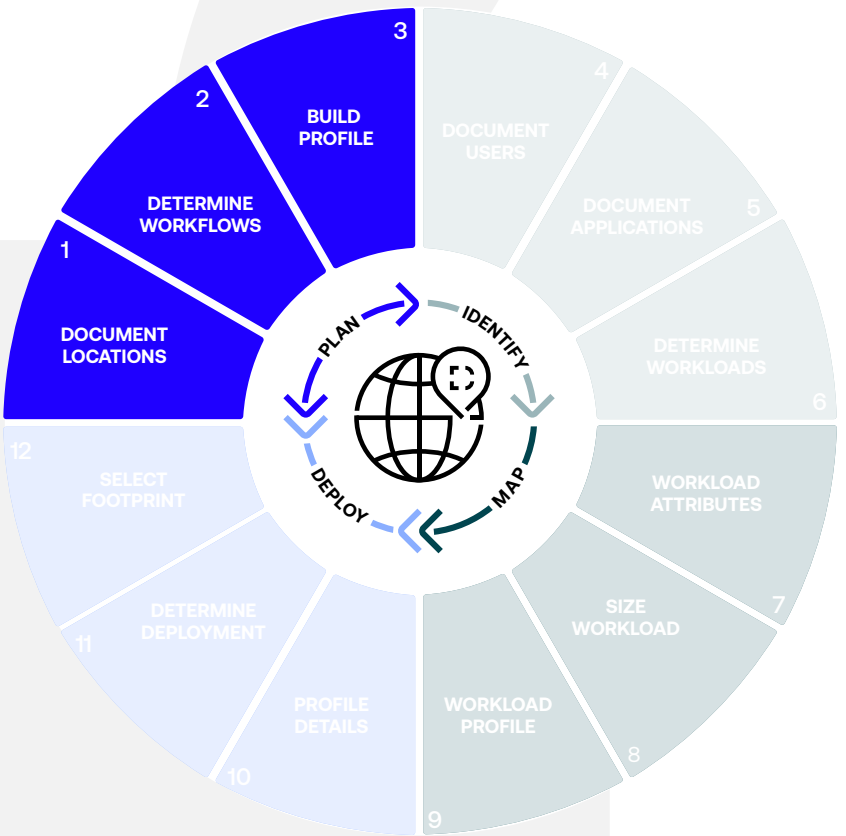 1
DOCUMENT
LOCATIONS
2
DETERMINE
WORKFLOWS
3
BUILD
PROFILE
4
DOCUMENT
USERS
5
DOCUMENT
APPLICATIONS
6
DETERMINE
WORKLOADS
7
WORKLOAD
ATTRIBUTES
8
SIZE
WORKLOAD
9
WORKLOAD
PROFILE
10
PROFILE
DETAILS
11
DETERMINE
DEPLOYMENT
12
SELECT
FOOTPRINT
PLAN
IDENTIFY
MAP
DEPLOY